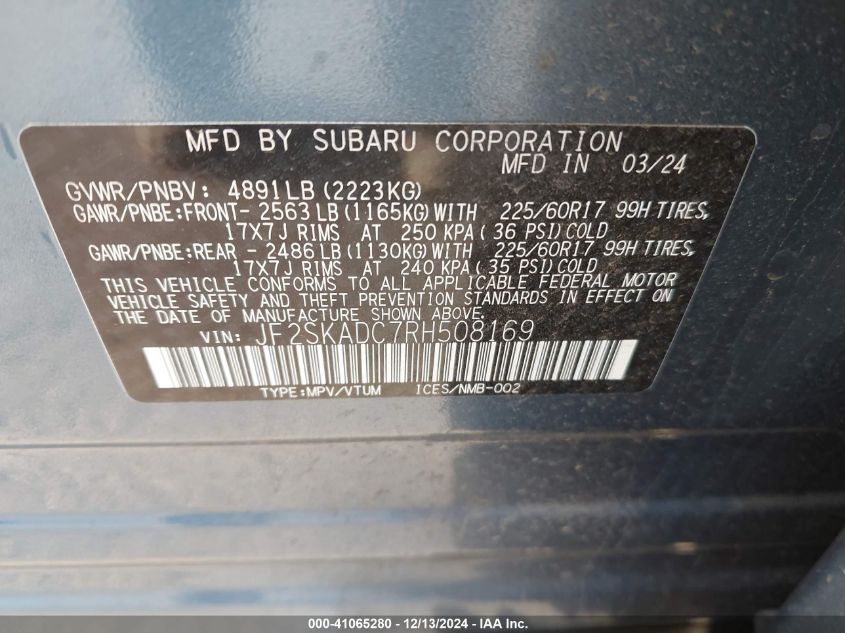 MFD BY SUBARU CORPORATION
MFD IN 03/24
GVWR/PNBV: 4891LB (2223KG)
GAWR/PNBE:FRONT- 2563 LB (1165KG) WITH 225/60R17 99H TIRES,
17X7J RIMS AT 250 KPA ( 36 PSI) COLD
GAWR/PNBE:REAR - 2486 LB (1130KG) WITH 225/60R17 99H TIRES,
17X7J RIMS AT 240 KPA ( 35 PSI) COLD
THIS VEHICLE CONFORMS TO ALL APPLICABLE FEDERAL MOTOR
VEHICLE SAFETY AND THEFT PREVENTION STANDARDS IN EFFECT ON
THE DATE OF MANUFACTURE SHOWN ABOVE.
VIN: JF2SKADC7RH508169
TYPE:MPV/VTUM ICES/NMB-002
000-41065280 - 12/13/2024 - IAA Inc.